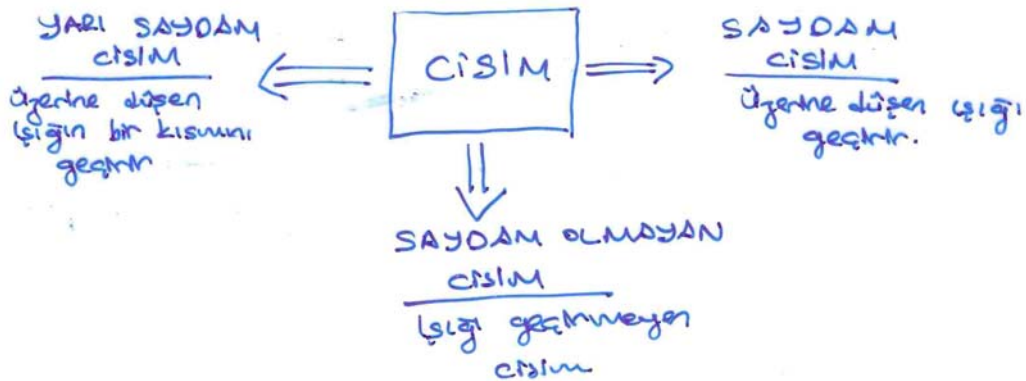 YARI SAYDAM
CİSİM
Üzerine düşen
ışığın bir kısmını
geçirir
CİSİM
SAYDAM
CİSİM
Üzerine düşen ışığı
geçirir.
SAYDAM OLMAYAN
CİSİM
Işığı geçirmeyen
cisim